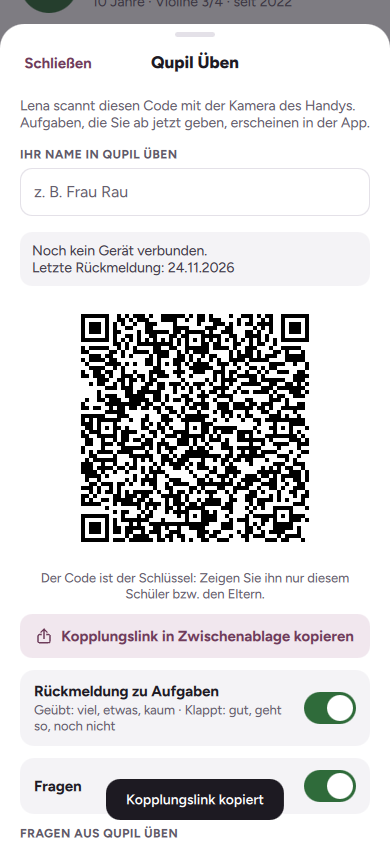 10 Jahre · Violine 3/4 · seit 2022
Schließen
Qupil Üben
Lena scannt diesen Code mit der Kamera des Handys.
Aufgaben, die Sie ab jetzt geben, erscheinen in der App.
IHR NAME IN QUPIL ÜBEN
z. B. Frau Rau
Noch kein Gerät verbunden.
Letzte Rückmeldung: 24.11.2026
Der Code ist der Schlüssel: Zeigen Sie ihn nur diesem
Schüler bzw. den Eltern.
Kopplungslink in Zwischenablage kopieren
Rückmeldung zu Aufgaben
Geübt: viel, etwas, kaum · Klappt: gut, geht
so, noch nicht
Fragen
Kopplungslink kopiert
FRAGEN AUS QUPIL ÜBEN